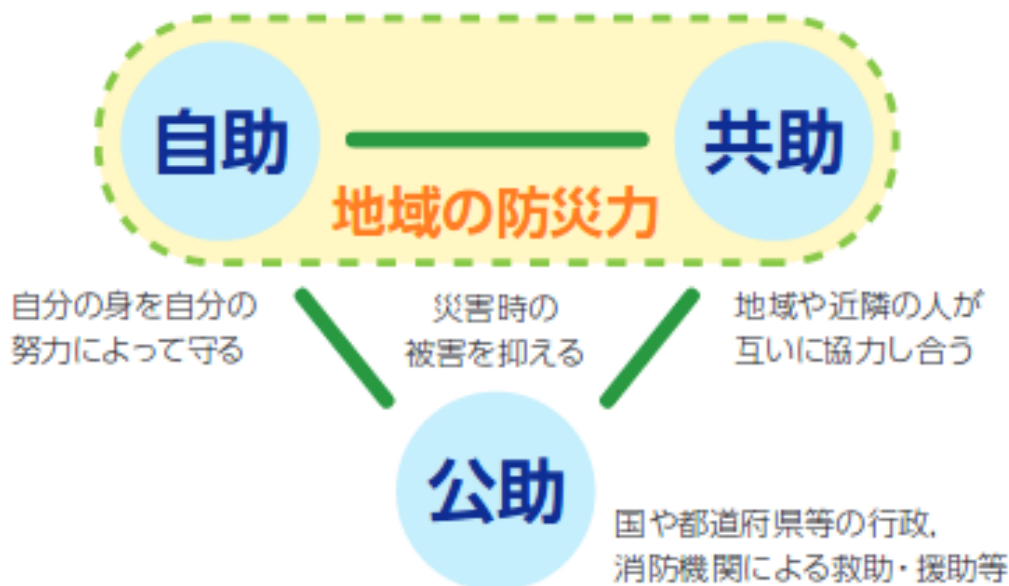 自助
共助
地域の防災力
自分の身を自分の
努力によって守る
災害時の
被害を抑える
地域や近隣の人が
互いに協力し合う
公助
国や都道府県等の行政,
消防機関による救助・援助等